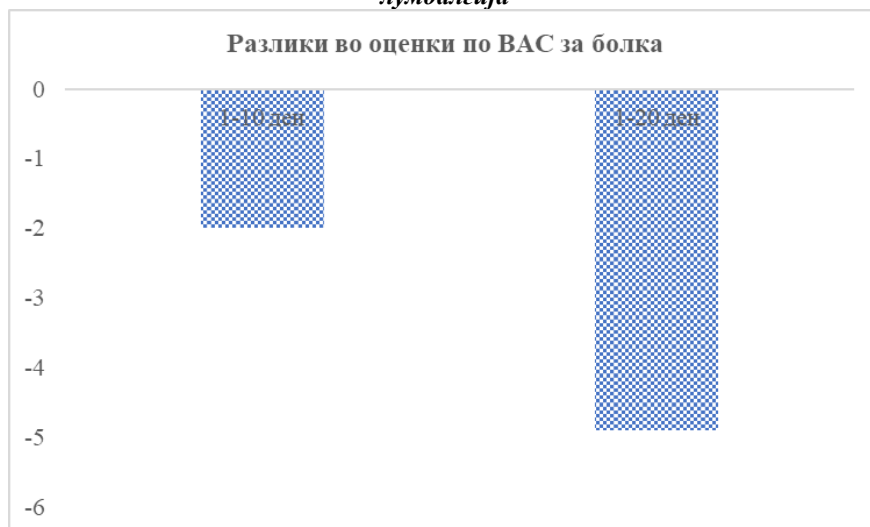 лумбалгија
Разлики во оценки по ВАС за болка
0
1-10 ден
1-20 ден
-1
-2
-3
-4
-5
-6